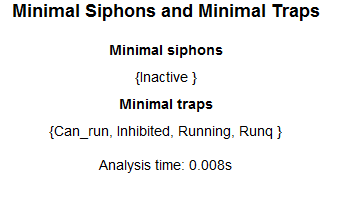 Minimal Siphons and Minimal Traps
Minimal siphons
{Inactive }
Minimal traps
{Can_run, Inhibited, Running, Runq }
Analysis time: 0.008s